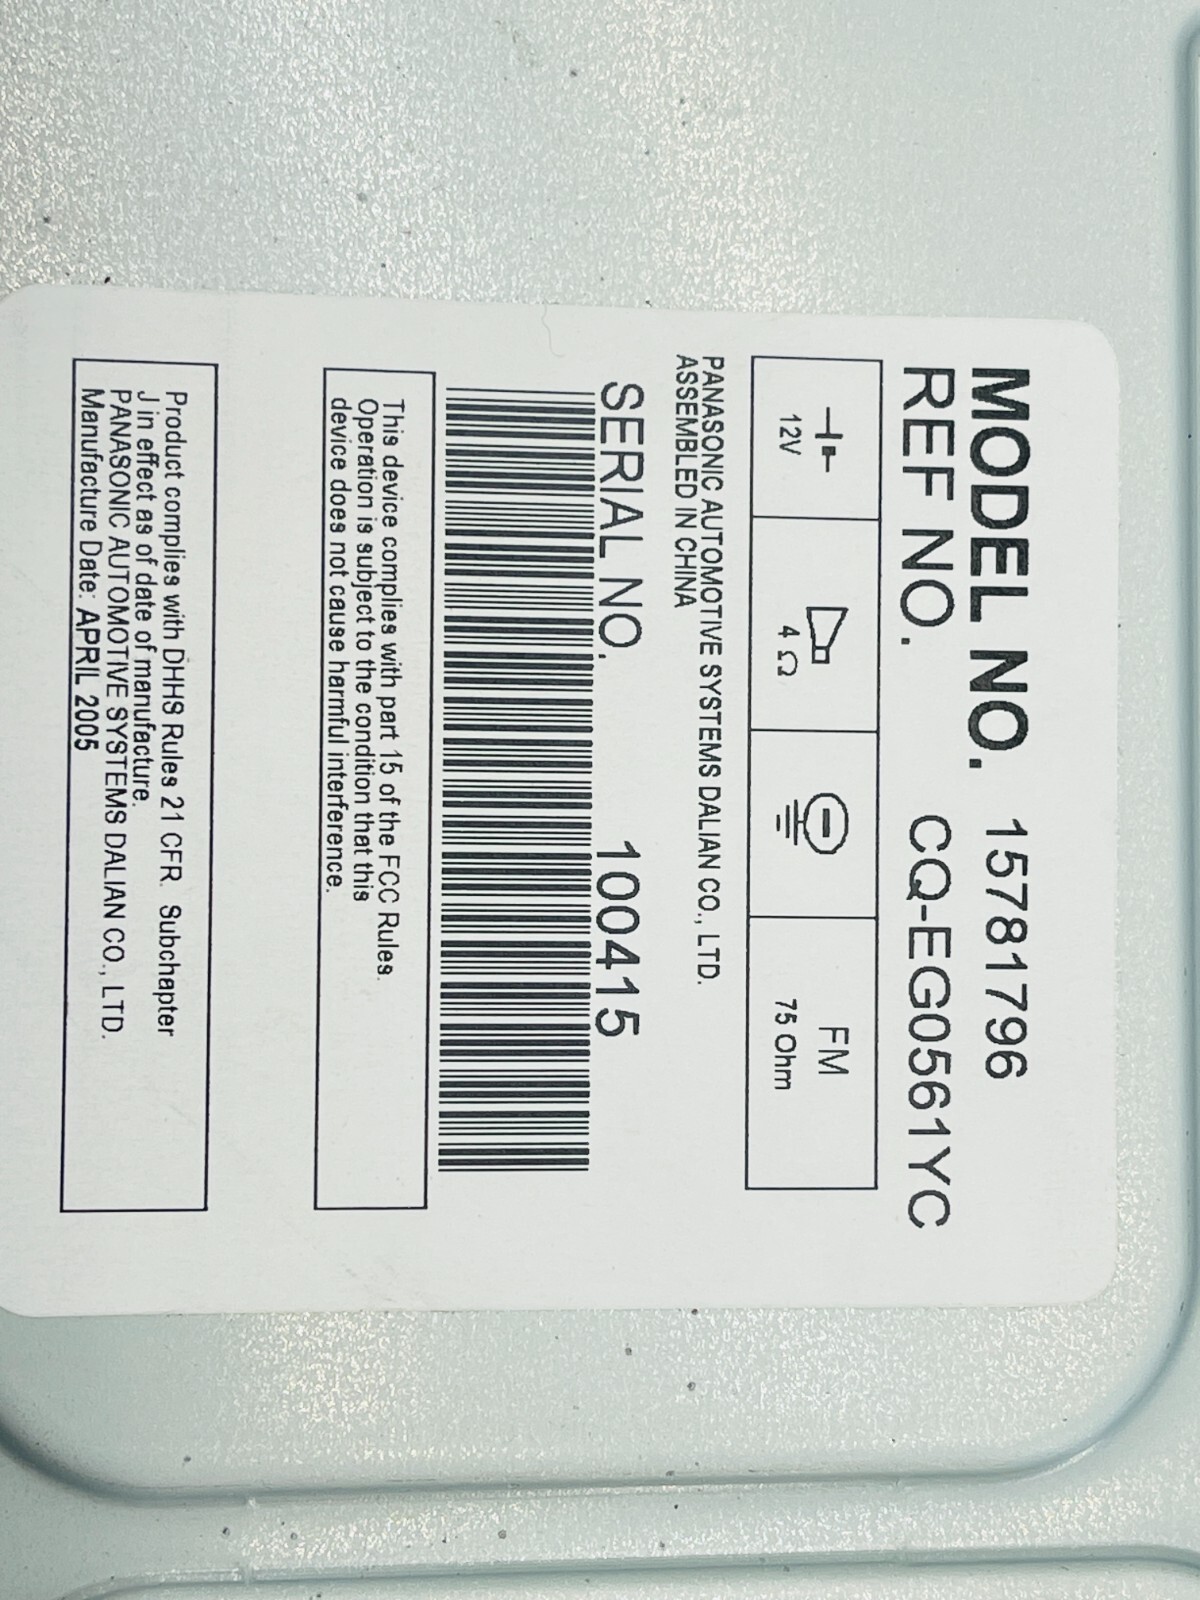 MODEL NO. 15781796
REF NO. CQ-EG0561YC
12V
4 Ω
FM
75 Ohm
PANASONIC AUTOMOTIVE SYSTEMS DALIAN CO., LTD.
ASSEMBLED IN CHINA
SERIAL NO. 100415
This device complies with part 15 of the FCC Rules.
Operation is subject to the condition that this
device does not cause harmful interference.
Product complies with DHHS Rules 21 CFR. Subchapter
J in effect as of date of manufacture.
PANASONIC AUTOMOTIVE SYSTEMS DALIAN CO., LTD.
Manufacture Date: APRIL 2005